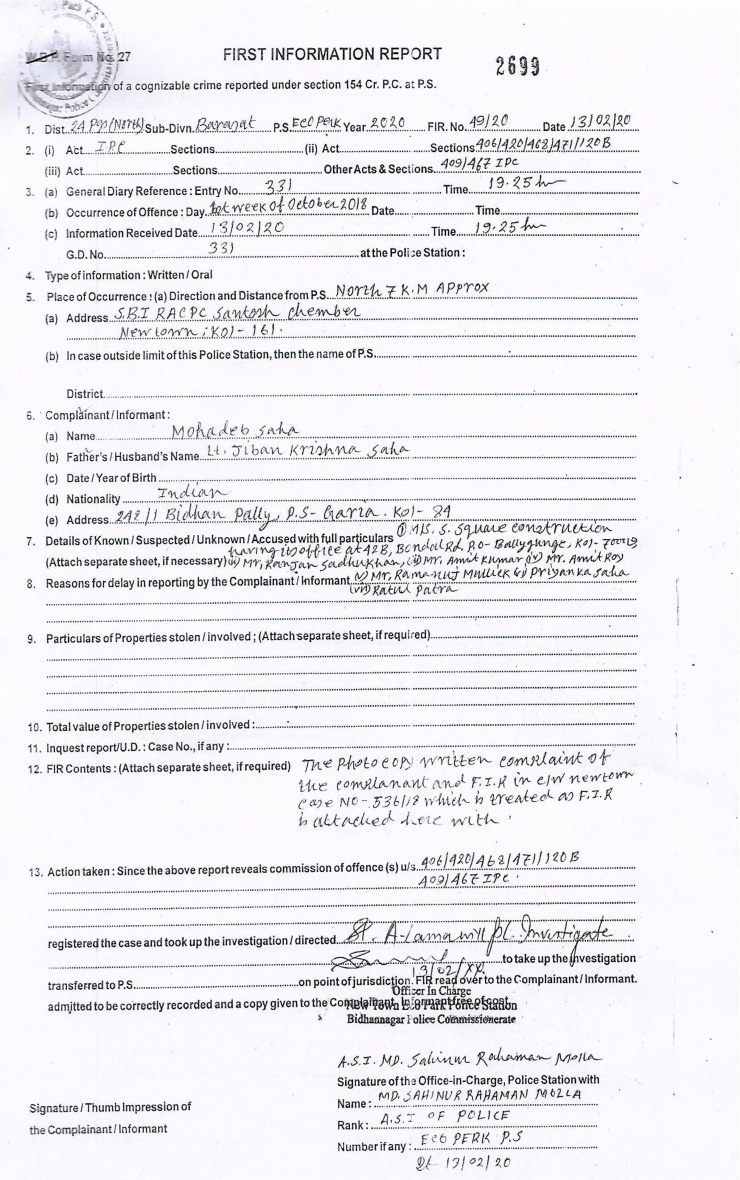 W.B.P. Form No. 27
FIRST INFORMATION REPORT
2699
First Information of a cognizable crime reported under section 154 Cr. P.C. at P.S.
1. Dist. 24 Pgs (North) Sub-Divn. Barasat P.S. Eco Perk Year 2020 FIR. No. 49/20 Date 13/02/20
2. (i) Act IPC Sections (ii) Act Sections 406/420/468/471/120B
(iii) Act Sections Other Acts & Sections 409/467 IPC
3. (a) General Diary Reference : Entry No. 331 Time 19.25 hr
(b) Occurrence of Offence : Day 1st week of October 2018 Date Time
(c) Information Received Date 13/02/20 Time 19.25 hr
G.D. No. 331 at the Police Station :
4. Type of information : Written / Oral
5. Place of Occurrence : (a) Direction and Distance from P.S. North 7 K.M Approx
(a) Address S.B.I RACPC Santosh Chember
Newtown, Kol-161.
(b) In case outside limit of this Police Station, then the name of P.S.
District
6. Complainant / Informant :
(a) Name Mohadeb Saha
(b) Father's / Husband's Name Lt. Jiban Krishna Saha
(c) Date / Year of Birth
(d) Nationality Indian
(e) Address 248/1 Bidhan Pally, P.S- Garia. Kol- 84
7. Details of Known / Suspected / Unknown / Accused with full particulars (i) M/S. S. Square construction
having its office at 42B, Bondel Rd, P.O- Ballygunge, Kol-700019
(Attach separate sheet, if necessary) (ii) Mr. Ranjan Sadhukhan, (iii) Mr. Amit Kumar (iv) Mr. Amit Roy
8. Reasons for delay in reporting by the Complainant / Informant (v) Mr. Ramanuj Mullick (vi) Priyanka Saha
(vii) Ratul Patra
9. Particulars of Properties stolen / involved ; (Attach separate sheet, if required)
10. Total value of Properties stolen / involved :
11. Inquest report/U.D. : Case No., if any :
12. FIR Contents : (Attach separate sheet, if required) The photocopy written complaint of
the complanant and F.I.R in c/w newtown
case NO-536/18 which is treated as F.I.R
is attached here with.
13. Action taken : Since the above report reveals commission of offence (s) u/s. 406/420/468/471/120B
409/467 IPC.
registered the case and took up the investigation / directed will pl. Investigate
to take up the investigation
13/02/XX
transferred to P.S. on point of jurisdiction. FIR read over to the Complainant / Informant.
Officer In Charge
admitted to be correctly recorded and a copy given to the Complainant. Informant free of cost.
New Town Eco Park Police Station
Bidhannagar Police Commissionerate
A.S.I. MD. Sahinur Rahaman Molla
Signature of the Office-in-Charge, Police Station with
Name : MD. SAHINUR RAHAMAN MOLLA
Rank : A.S.I OF POLICE
Number if any : ECO PERK P.S
Dt 13/02/20
Signature / Thumb Impression of
the Complainant / Informant